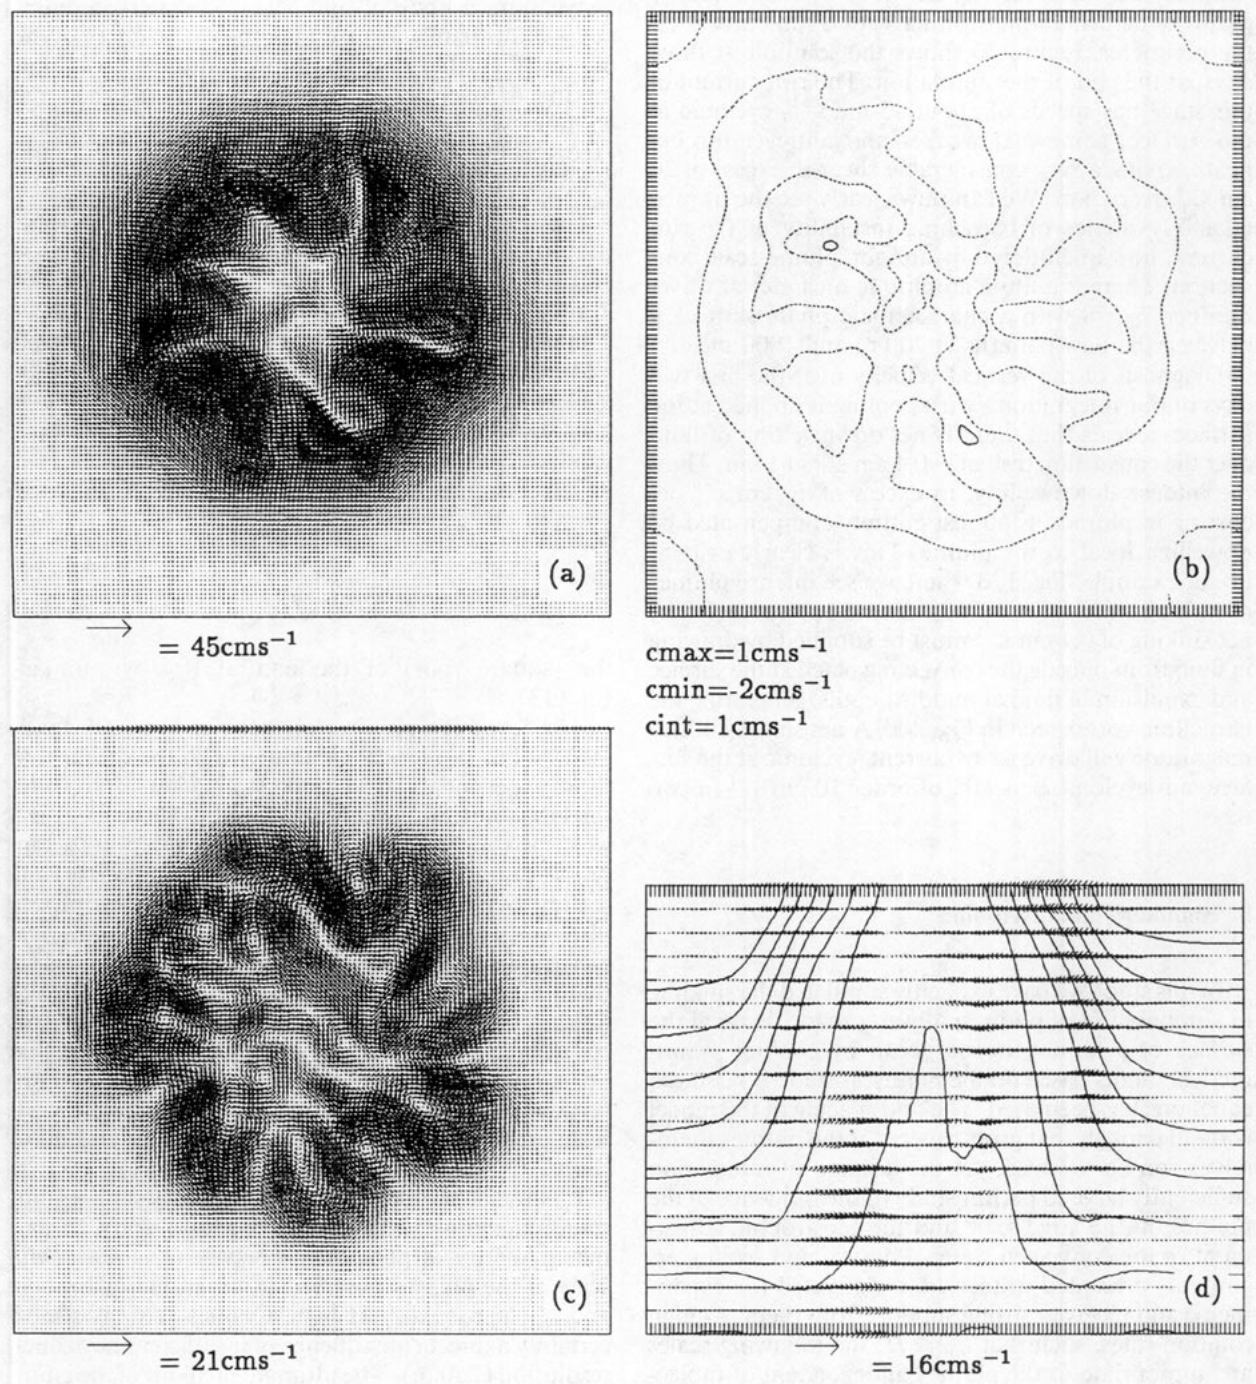 (a)
(b)
= 45cms⁻¹
cmax=1cms⁻¹
cmin=-2cms⁻¹
cint=1cms⁻¹
(c)
(d)
= 21cms⁻¹
= 16cms⁻¹